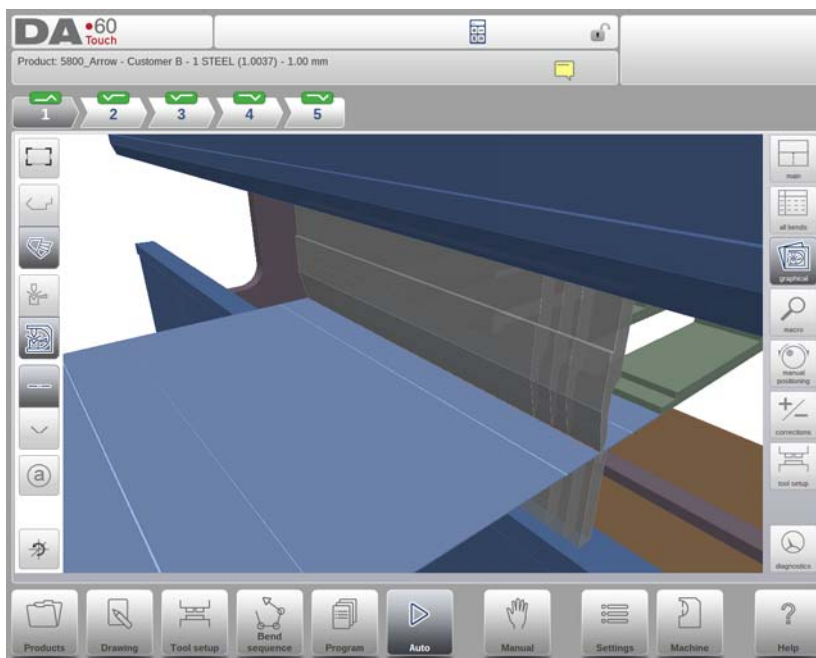 DA•60
Touch
Product: 5800_Arrow - Customer B - 1 STEEL (1.0037) - 1.00 mm
1 2 3 4 5
main
all bends
graphical
macro
manual
positioning
corrections
a
tool setup
diagnostics
Products Drawing Tool setup Bend sequence Program Auto Manual Settings Machine ? Help